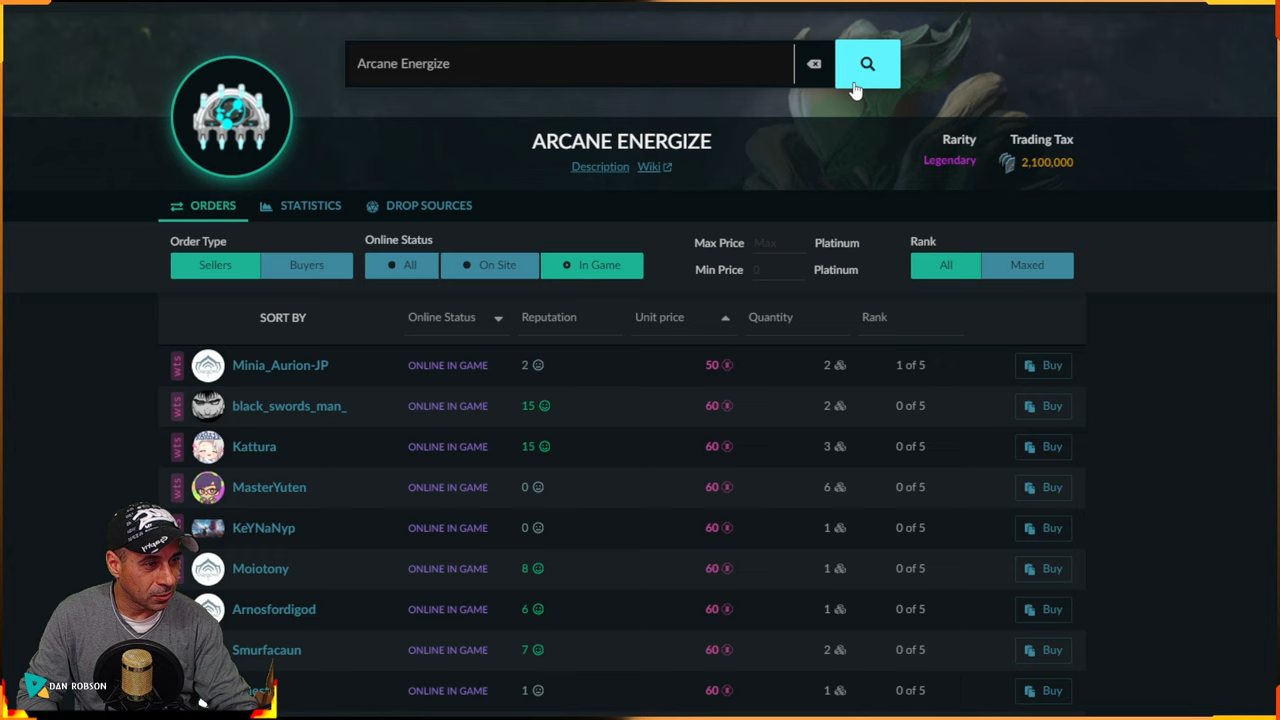 Arcane Energize
ARCANE ENERGIZE
Description Wiki
Rarity Trading Tax
Legendary 2,100,000
ORDERS STATISTICS DROP SOURCES
Order Type Online Status Max Price Max Platinum Rank
Sellers Buyers All On Site In Game Min Price 0 Platinum All Maxed
SORT BY Online Status Reputation Unit price Quantity Rank
wts Minia_Aurion-JP ONLINE IN GAME 2 50 2 1 of 5 Buy
wts black_swords_man_ ONLINE IN GAME 15 60 2 0 of 5 Buy
wts Kattura ONLINE IN GAME 15 60 3 0 of 5 Buy
wts MasterYuten ONLINE IN GAME 0 60 6 0 of 5 Buy
KeYNaNyp ONLINE IN GAME 0 60 1 0 of 5 Buy
Moiotony ONLINE IN GAME 8 60 1 0 of 5 Buy
Arnosfordigod ONLINE IN GAME 6 60 1 0 of 5 Buy
Smurfacaun ONLINE IN GAME 7 60 2 0 of 5 Buy
ONLINE IN GAME 1 60 1 0 of 5 Buy
DAN ROBSON